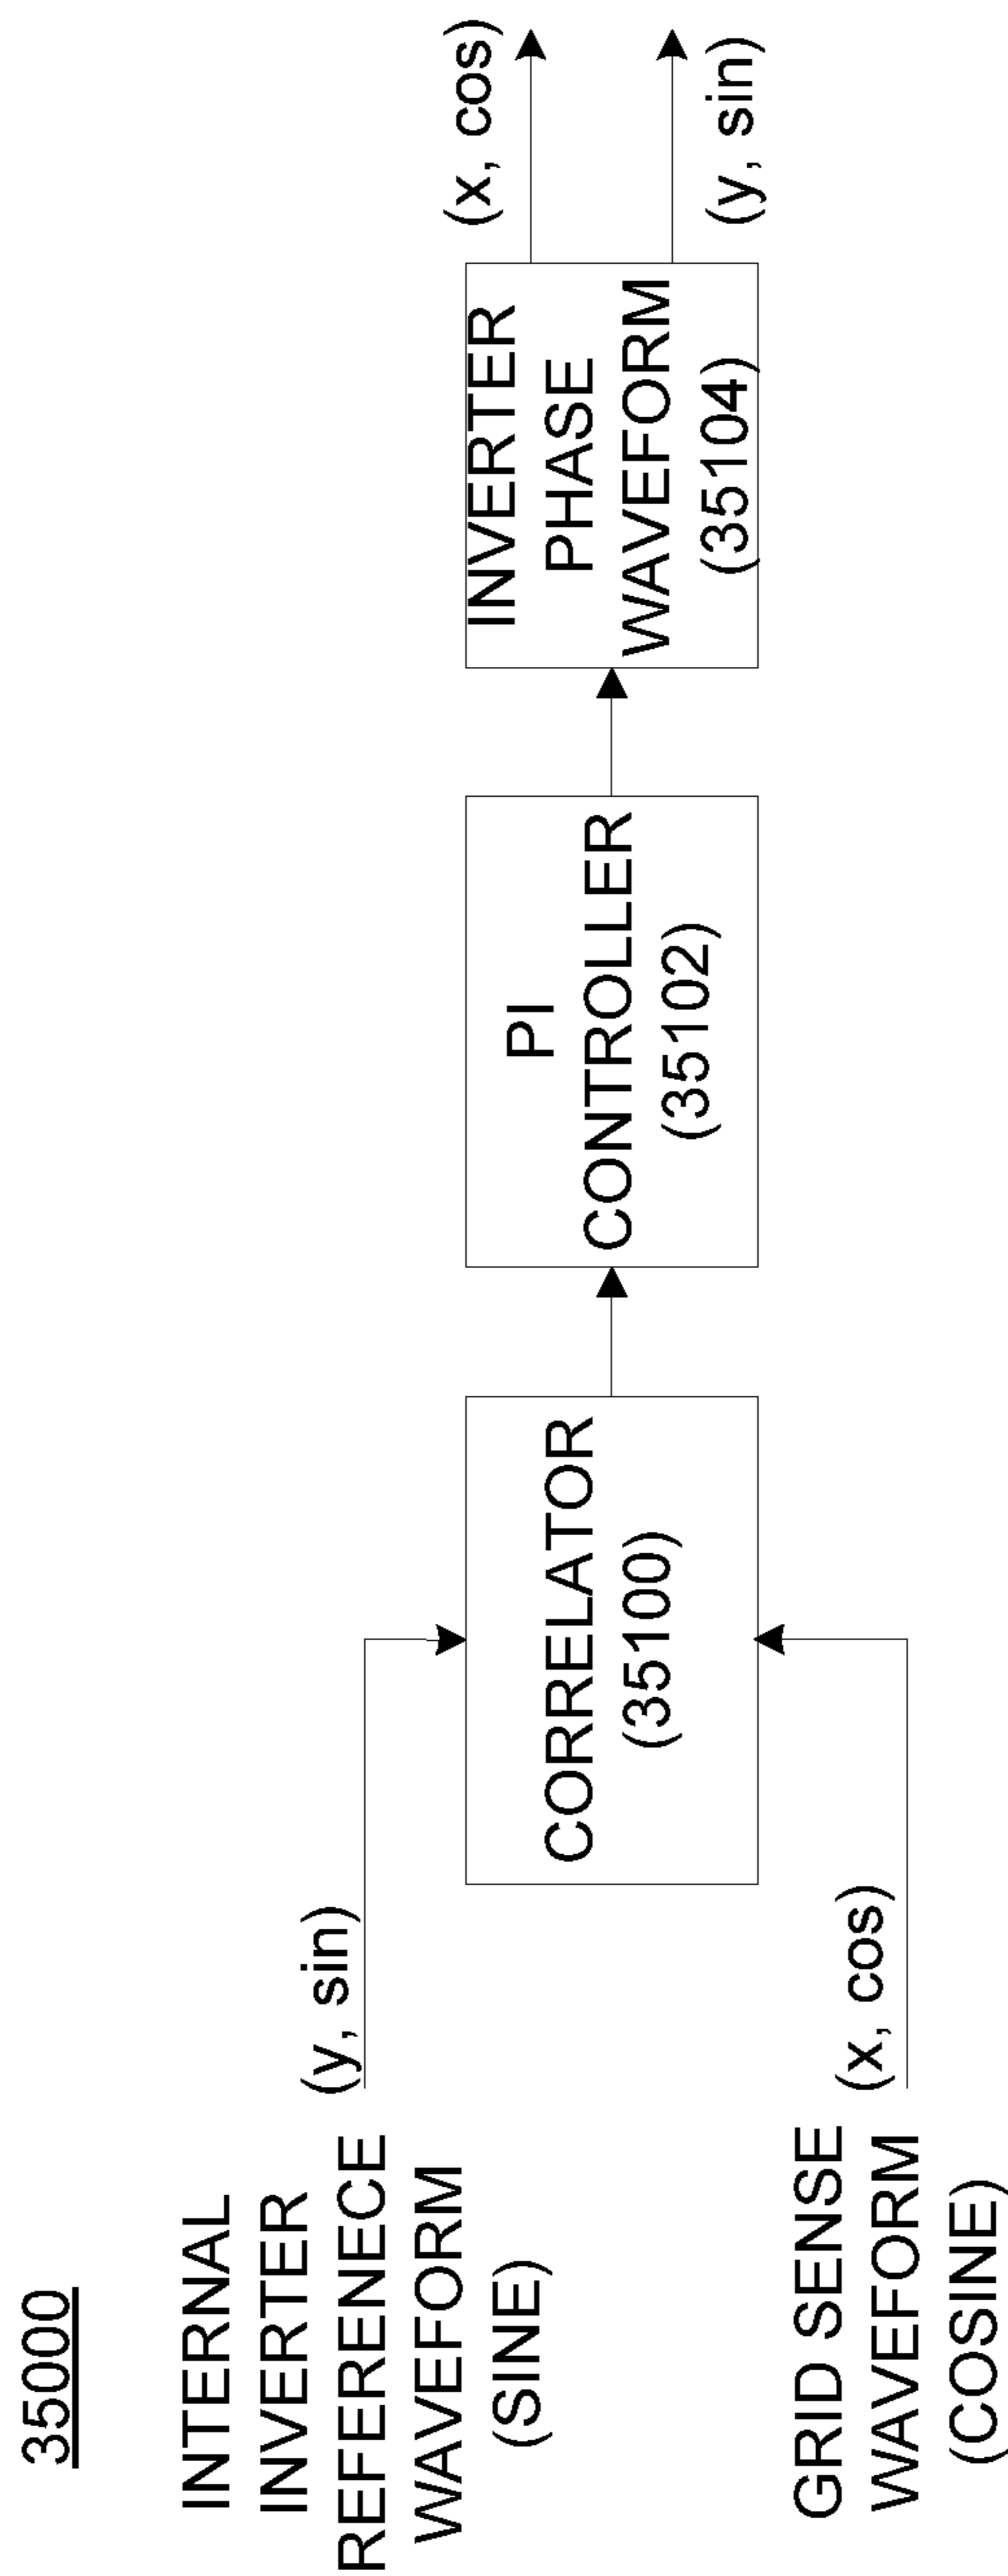 35000
INTERNAL
INVERTER
REFERENECE
WAVEFORM
(SINE)
(y, sin)
GRID SENSE
WAVEFORM
(COSINE)
(x, cos)
CORRELATOR
(35100)
PI
CONTROLLER
(35102)
INVERTER
PHASE
WAVEFORM
(35104)
(x, cos)
(y, sin)